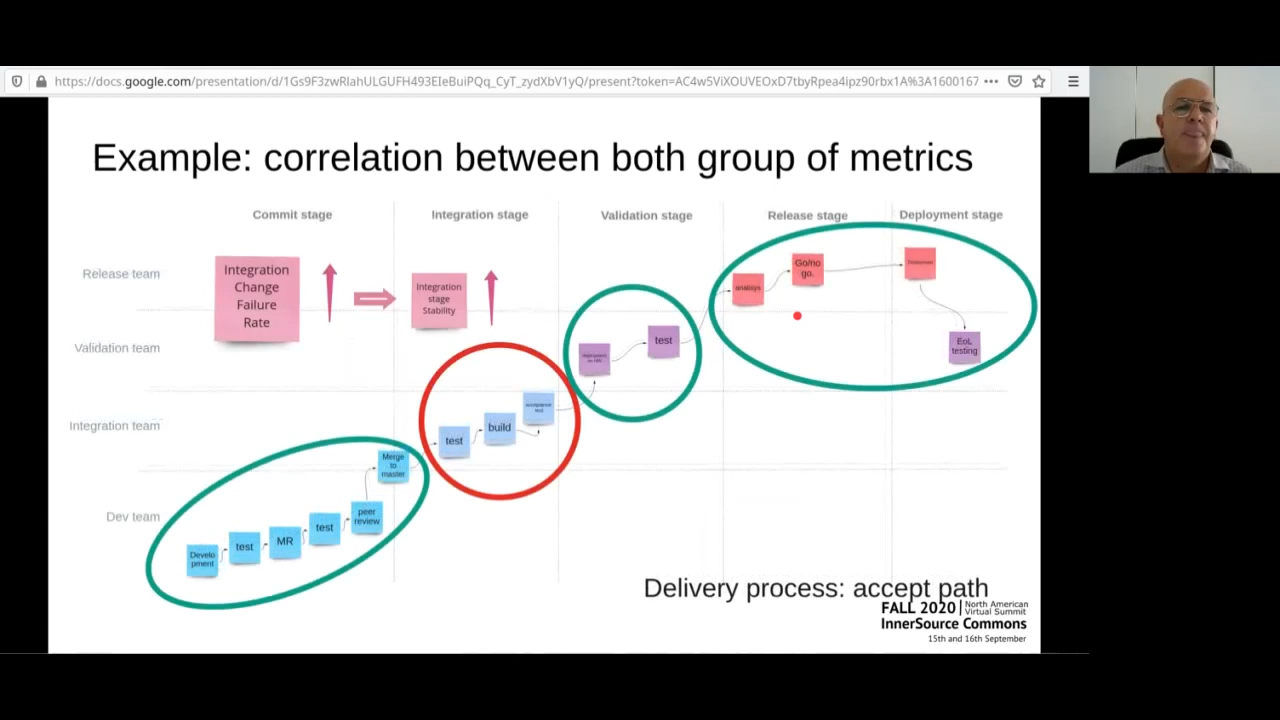 https://docs.google.com/presentation/d/1Gs9F3zwRIahULGUFH493EIeBuiPQq_CyT_zydXbV1yQ/present?token=AC4w5ViXOUVEOxD7tbyRpea4ipz90rbx1A%3A1600167
Example: correlation between both group of metrics
Commit stage
Integration stage
Validation stage
Release stage
Deployment stage
Release team
Validation team
Integration team
Dev team
Integration
Change
Failure
Rate
Integration
stage
Stability
Develo
pment
test
MR
test
peer
review
Merge
to
master
test
build
acceptance
test
test
analisys
Go/no
go.
EoL
testing
Delivery process: accept path
FALL 2020 | North American
Virtual Summit
InnerSource Commons
15th and 16th September